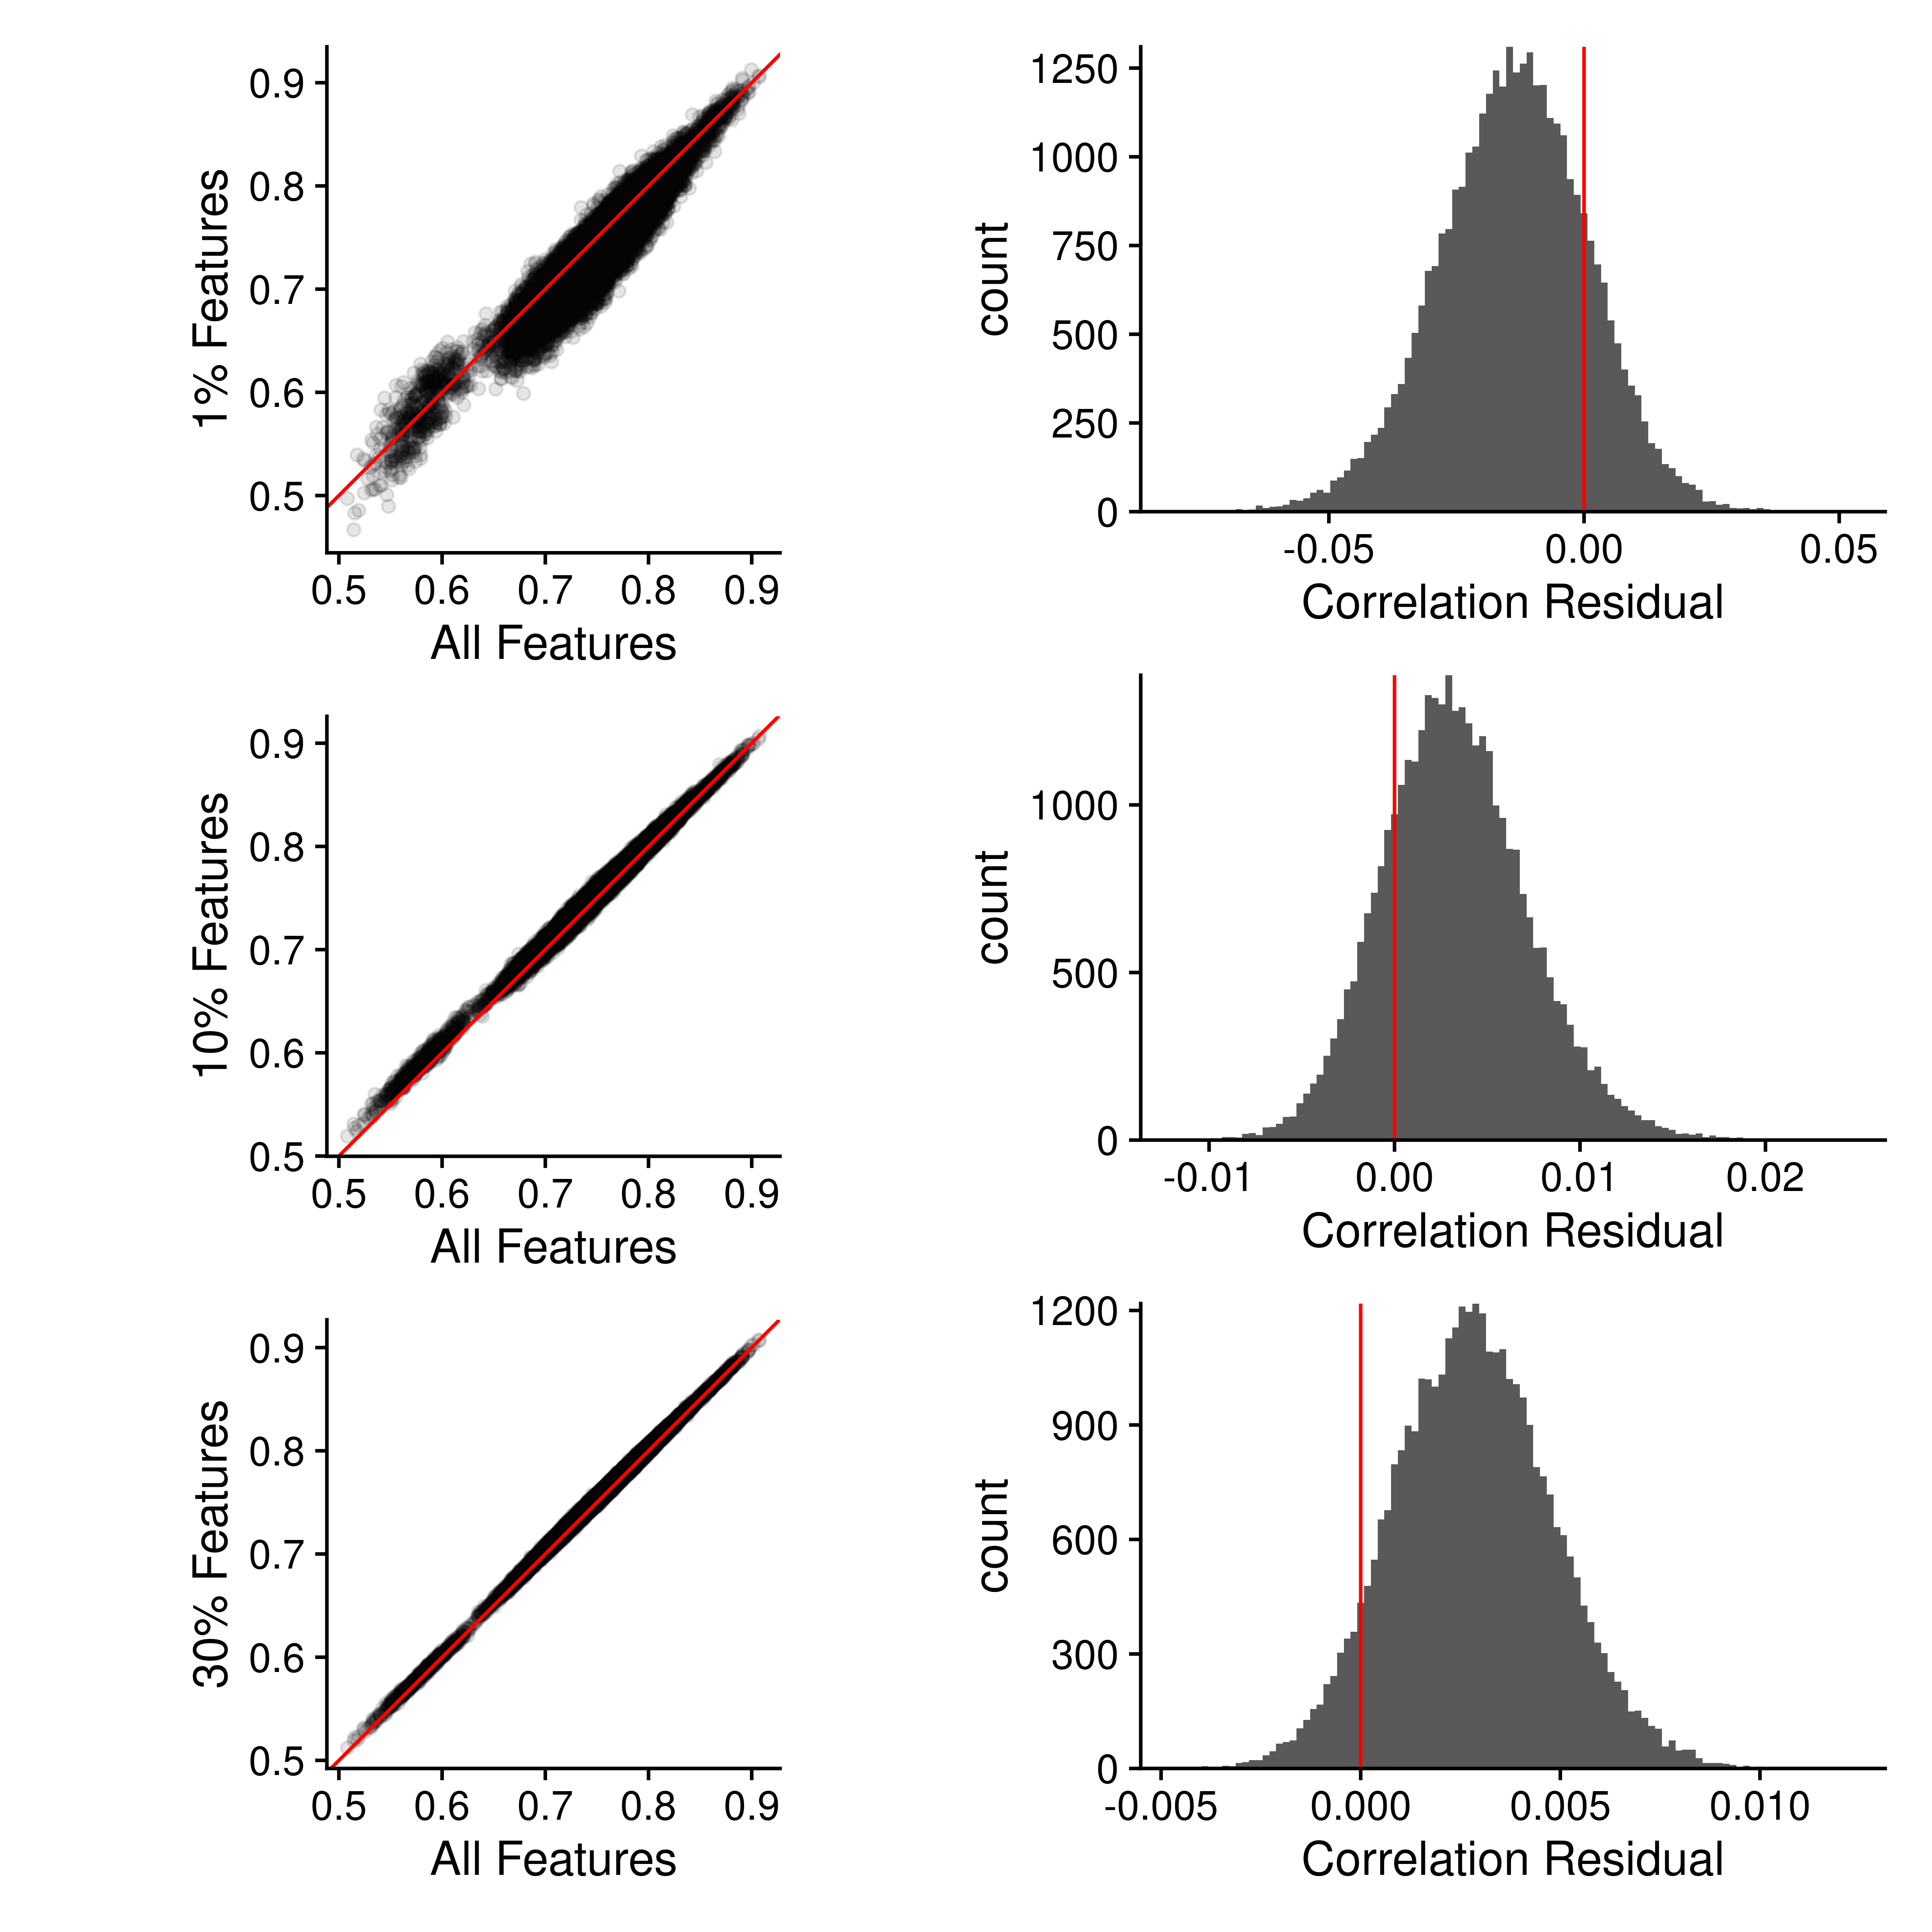 1% Features
0.9
0.8
0.7
0.6
0.5
0.5 0.6 0.7 0.8 0.9
All Features
count
1250
1000
750
500
250
0
-0.05 0.00 0.05
Correlation Residual
10% Features
0.9
0.8
0.7
0.6
0.5
0.5 0.6 0.7 0.8 0.9
All Features
count
1000
500
0
-0.01 0.00 0.01 0.02
Correlation Residual
30% Features
0.9
0.8
0.7
0.6
0.5
0.5 0.6 0.7 0.8 0.9
All Features
count
1200
900
600
300
0
-0.005 0.000 0.005 0.010
Correlation Residual